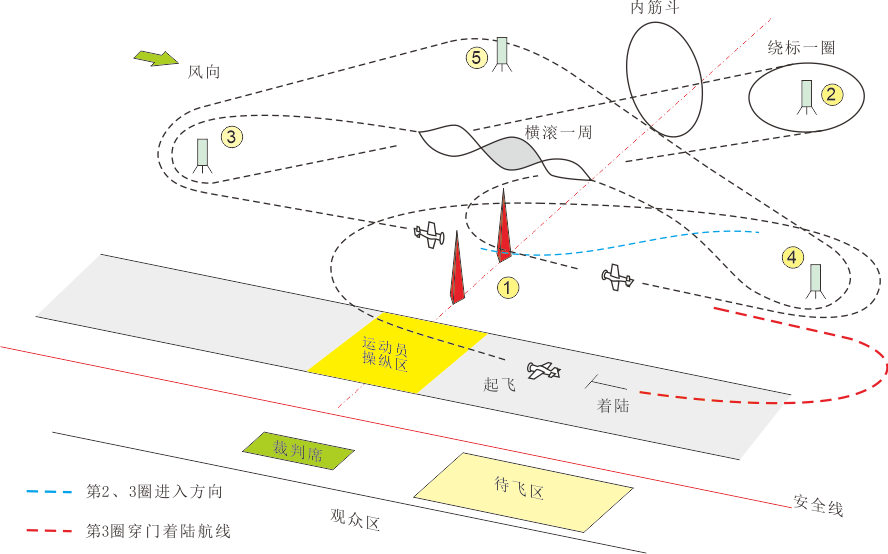 内筋斗
绕标一圈
风向
5
2
3
横滚一周
4
1
运动员
操纵区
起飞
着陆
裁判席
待飞区
安全线
观众区
第2、3圈进入方向
第3圈穿门着陆航线